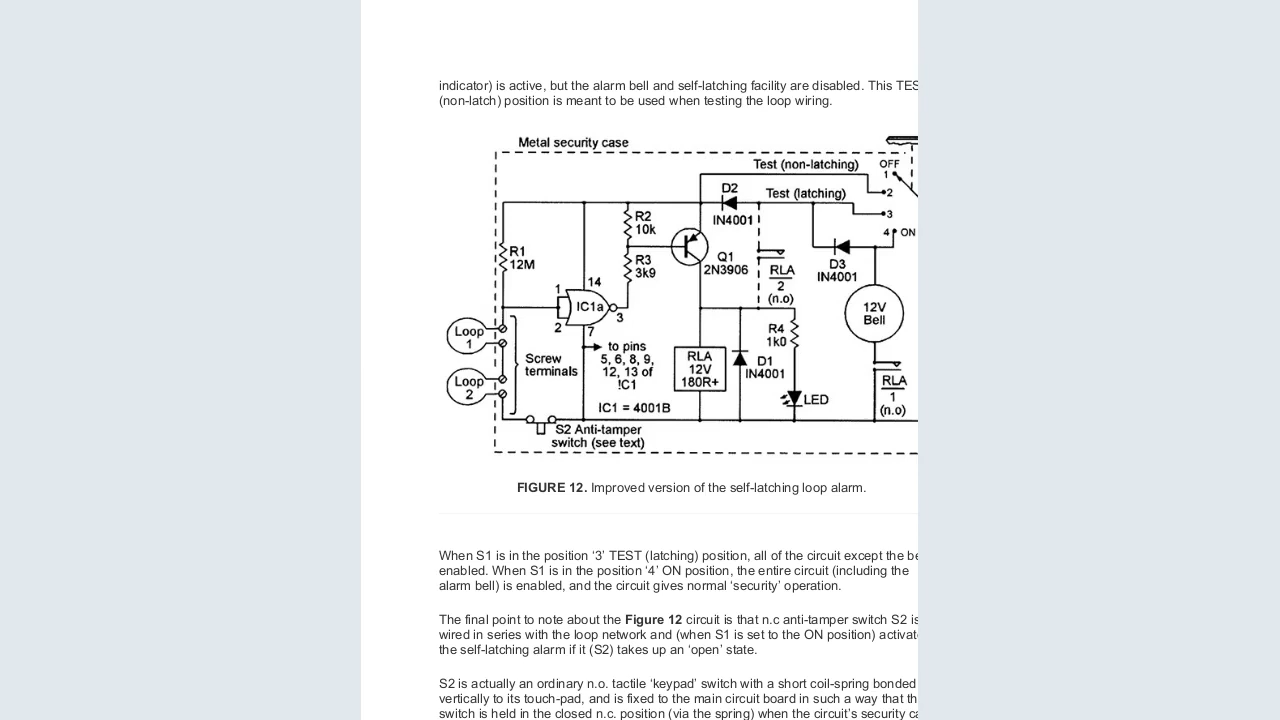 indicator) is active, but the alarm bell and self-latching facility are disabled. This TES
(non-latch) position is meant to be used when testing the loop wiring.
Metal security case
Test (non-latching)
OFF
1
2
D2
Test (latching)
IN4001
3
4
ON
R2
10k
R1
12M
R3
3k9
Q1
2N3906
RLA
2
(n.o)
D3
IN4001
14
1
IC1a
3
2
7
12V
Bell
Loop
1
Screw
terminals
to pins
5, 6, 8, 9,
12, 13 of
!C1
RLA
12V
180R+
D1
IN4001
R4
1k0
Loop
2
LED
RLA
1
(n.o)
IC1 = 4001B
S2 Anti-tamper
switch (see text)
FIGURE 12. Improved version of the self-latching loop alarm.
When S1 is in the position ‘3’ TEST (latching) position, all of the circuit except the be
enabled. When S1 is in the position ‘4’ ON position, the entire circuit (including the
alarm bell) is enabled, and the circuit gives normal ‘security’ operation.
The final point to note about the Figure 12 circuit is that n.c anti-tamper switch S2 is
wired in series with the loop network and (when S1 is set to the ON position) activat
the self-latching alarm if it (S2) takes up an ‘open’ state.
S2 is actually an ordinary n.o. tactile ‘keypad’ switch with a short coil-spring bonded
vertically to its touch-pad, and is fixed to the main circuit board in such a way that th
switch is held in the closed n.c. position (via the spring) when the circuit’s security ca